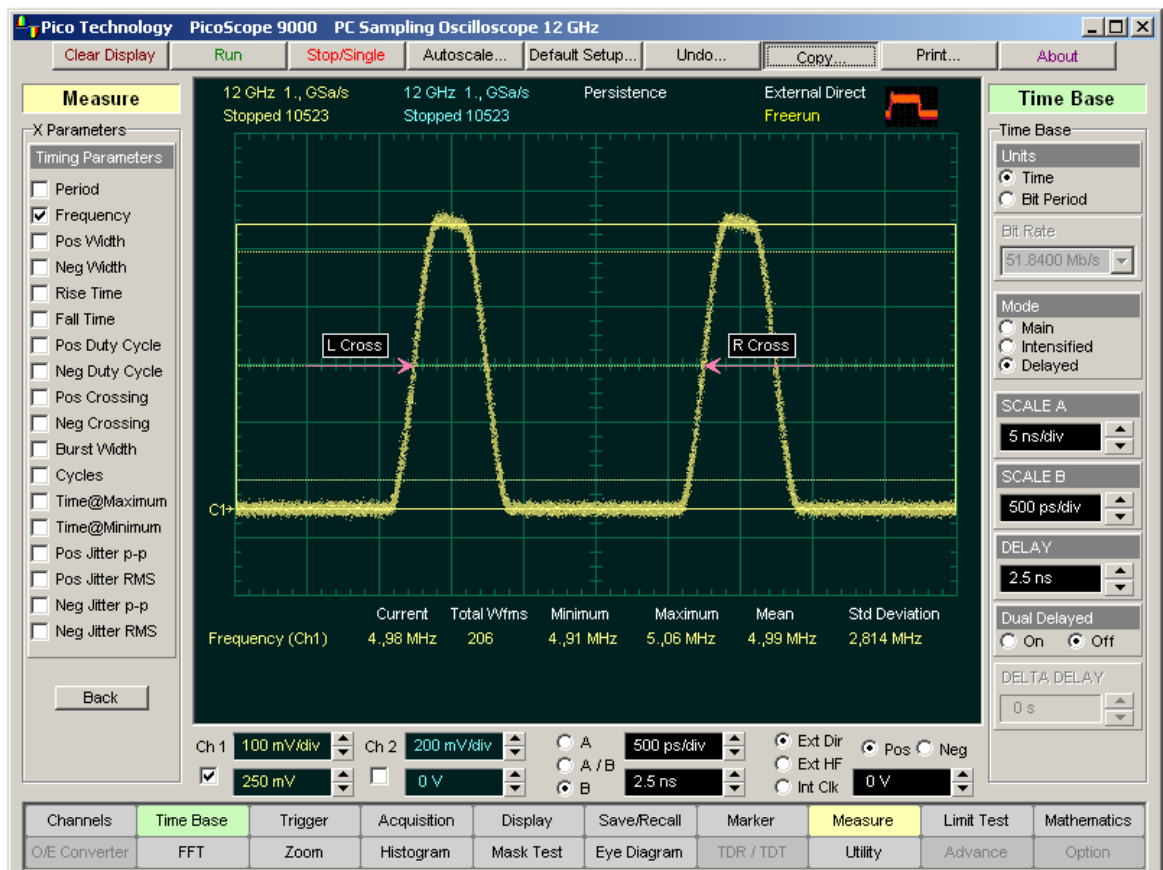 Pico Technology PicoScope 9000 PC Sampling Oscilloscope 12 GHz
Clear Display Run Stop/Single Autoscale... Default Setup... Undo... Copy... Print... About
Measure
X Parameters
Timing Parameters
Period
Frequency
Pos Width
Neg Width
Rise Time
Fall Time
Pos Duty Cycle
Neg Duty Cycle
Pos Crossing
Neg Crossing
Burst Width
Cycles
Time@Maximum
Time@Minimum
Pos Jitter p-p
Pos Jitter RMS
Neg Jitter p-p
Neg Jitter RMS
Back
12 GHz 1., GSa/s 12 GHz 1., GSa/s Persistence External Direct
Stopped 10523 Stopped 10523 Freerun
L Cross R Cross
C1
Current Total Wfms Minimum Maximum Mean Std Deviation
Frequency (Ch1) 4.,98 MHz 206 4.,91 MHz 5.,06 MHz 4.,99 MHz 2,814 MHz
Time Base
Time Base
Units
Time
Bit Period
Bit Rate
51.8400 Mb/s
Mode
Main
Intensified
Delayed
SCALE A
5 ns/div
SCALE B
500 ps/div
DELAY
2.5 ns
Dual Delayed
On Off
DELTA DELAY
0 s
Ch 1 100 mV/div Ch 2 200 mV/div A 500 ps/div Ext Dir Pos Neg
A / B Ext HF
250 mV 0 V B 2.5 ns Int Clk 0 V
Channels Time Base Trigger Acquisition Display Save/Recall Marker Measure Limit Test Mathematics
O/E Converter FFT Zoom Histogram Mask Test Eye Diagram TDR / TDT Utility Advance Option